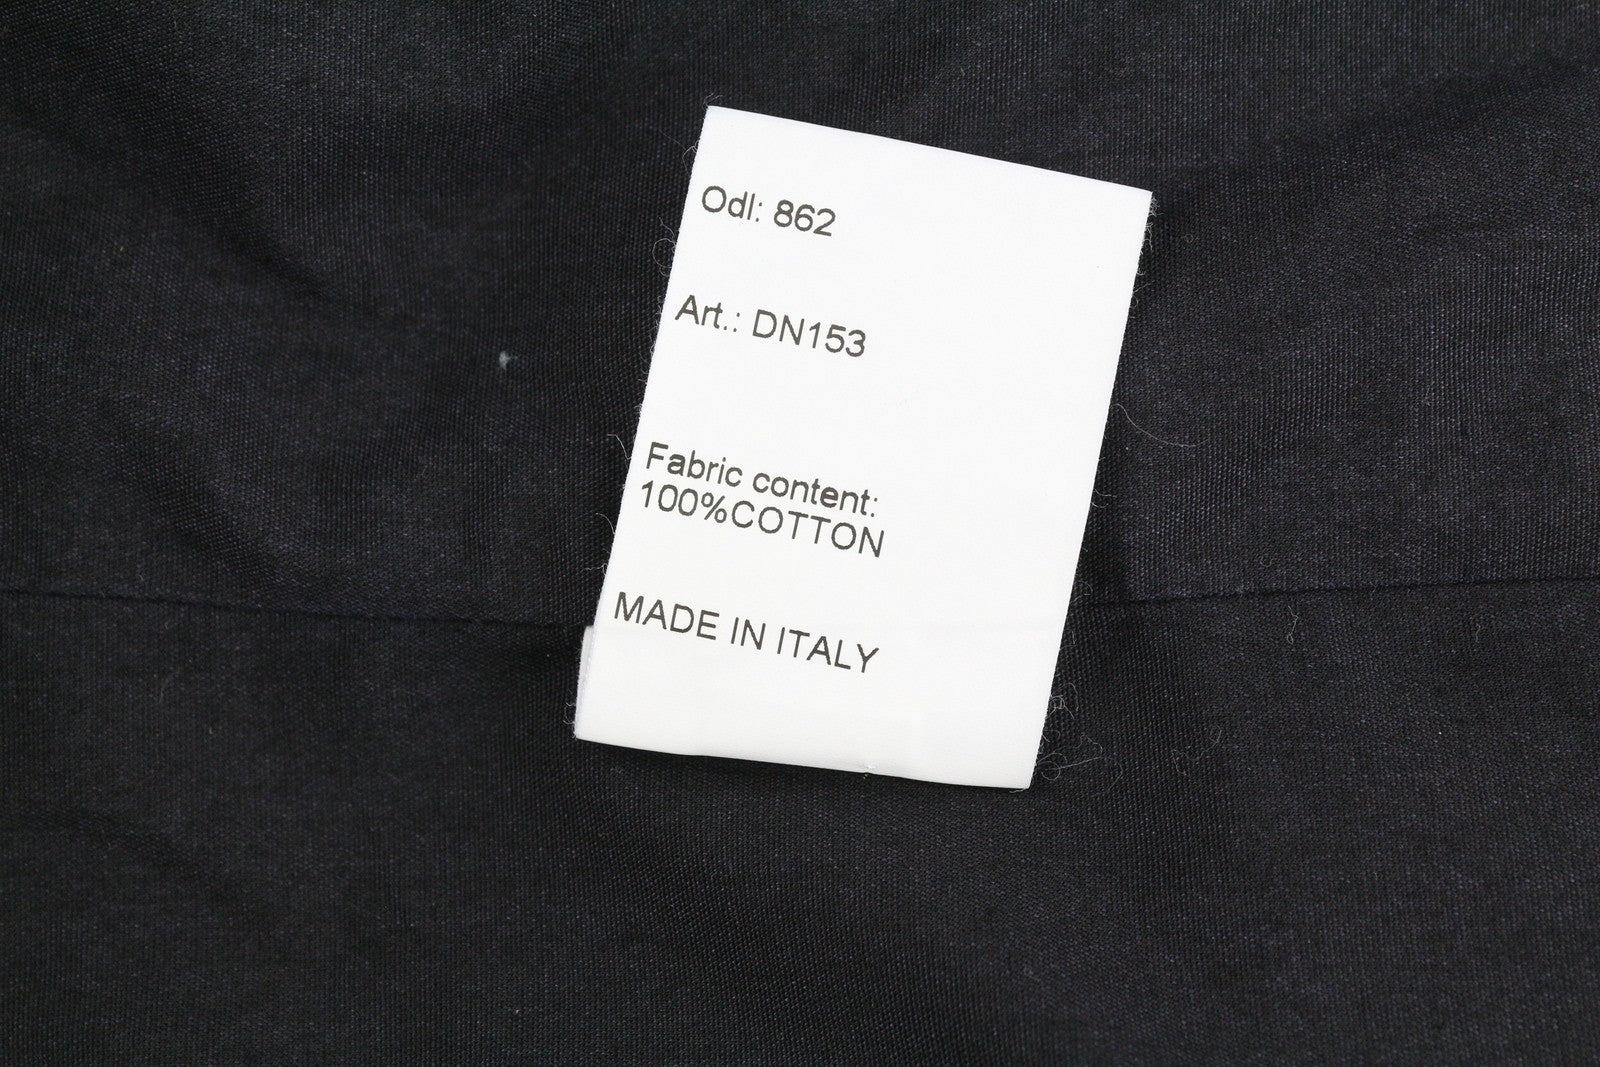 Odl: 862
Art.: DN153
Fabric content:
100%COTTON
MADE IN ITALY